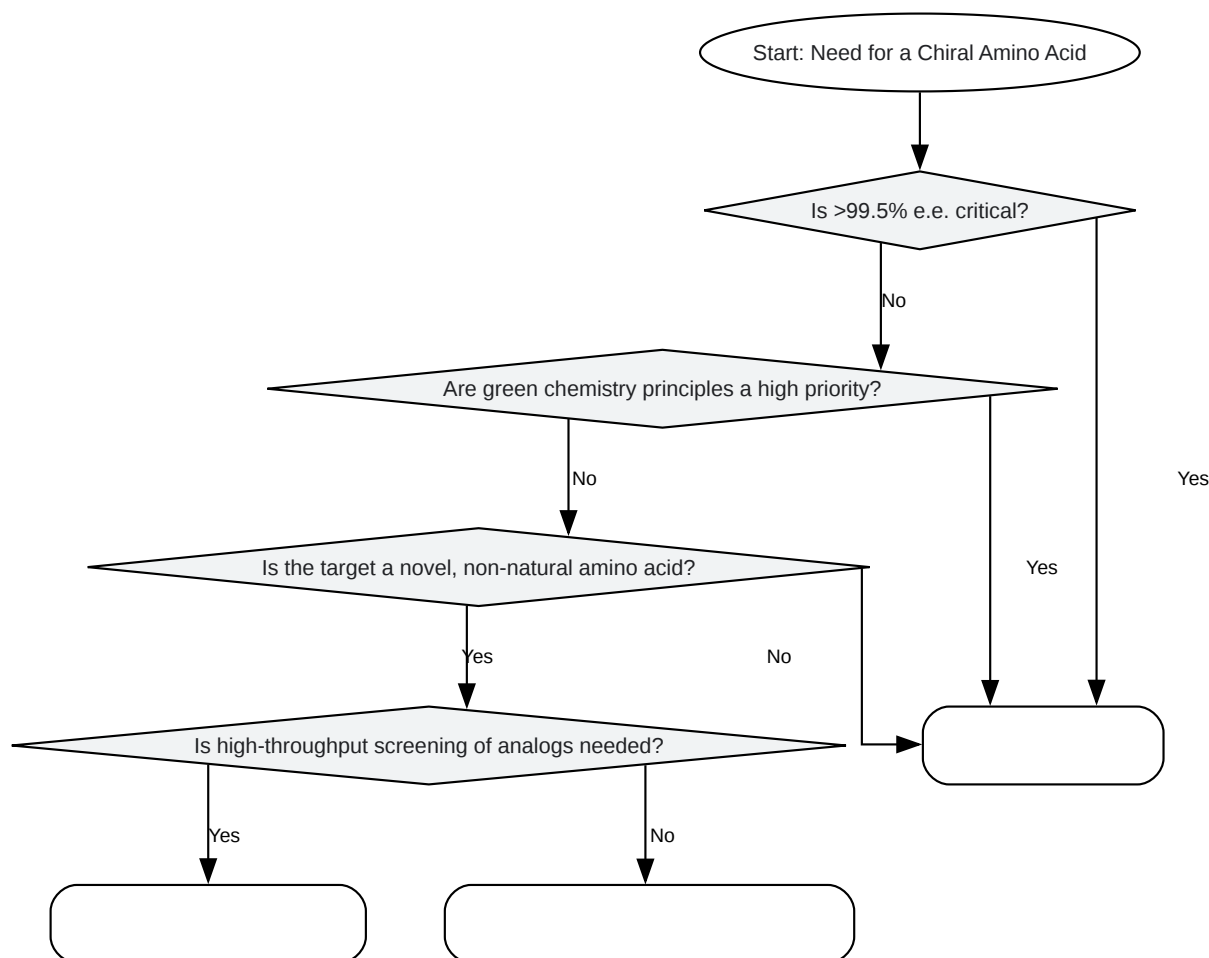 Start: Need for a Chiral Amino Acid
Is >99.5% e.e. critical?
No
Are green chemistry principles a high priority?
No
Yes
Is the target a novel, non-natural amino acid?
Yes
Yes
No
Is high-throughput screening of analogs needed?
Yes
No